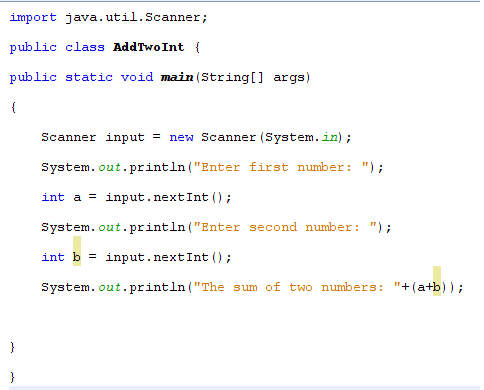 import java.util.Scanner;
public class AddTwoInt {
public static void main(String[] args)
{
Scanner input = new Scanner(System.in);
System.out.println("Enter first number: ");
int a = input.nextInt();
System.out.println("Enter second number: ");
int b = input.nextInt();
System.out.println("The sum of two numbers: "+(a+b));
}
}